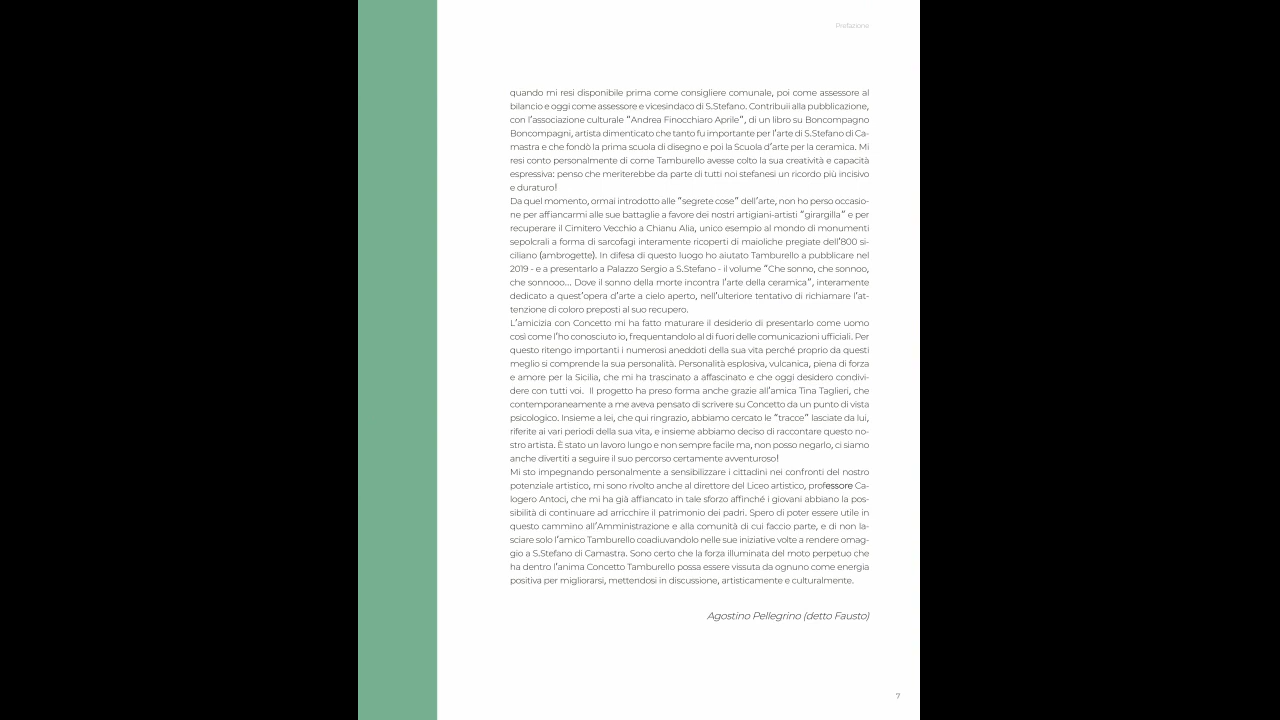 Prefazione
quando mi resi disponibile prima come consigliere comunale, poi come assessore al
bilancio e oggi come assessore e vicesindaco di S.Stefano. Contribuii alla pubblicazione,
con l'associazione culturale "Andrea Finocchiaro Aprile", di un libro su Boncompagno
Boncompagni, artista dimenticato che tanto fu importante per l'arte di S.Stefano di Ca-
mastra e che fondò la prima scuola di disegno e poi la Scuola d'arte per la ceramica. Mi
resi conto personalmente di come Tamburello avesse colto la sua creatività e capacità
espressiva: penso che meriterebbe da parte di tutti noi stefanesi un ricordo più incisivo
e duraturo!
Da quel momento, ormai introdotto alle "segrete cose" dell'arte, non ho perso occasio-
ne per affiancarmi alle sue battaglie a favore dei nostri artigiani-artisti "girargilla" e per
recuperare il Cimitero Vecchio a Chianu Alia, unico esempio al mondo di monumenti
sepolcrali a forma di sarcofagi interamente ricoperti di maioliche pregiate dell'800 si-
ciliano (ambrogette). In difesa di questo luogo ho aiutato Tamburello a pubblicare nel
2019 - e a presentarlo a Palazzo Sergio a S.Stefano - il volume "Che sonno, che sonnoo,
che sonnooo... Dove il sonno della morte incontra l'arte della ceramica", interamente
dedicato a quest'opera d'arte a cielo aperto, nell'ulteriore tentativo di richiamare l'at-
tenzione di coloro preposti al suo recupero.
L'amicizia con Concetto mi ha fatto maturare il desiderio di presentarlo come uomo
così come l'ho conosciuto io, frequentandolo al di fuori delle comunicazioni ufficiali. Per
questo ritengo importanti i numerosi aneddoti della sua vita perché proprio da questi
meglio si comprende la sua personalità. Personalità esplosiva, vulcanica, piena di forza
e amore per la Sicilia, che mi ha trascinato a affascinato e che oggi desidero condivi-
dere con tutti voi. Il progetto ha preso forma anche grazie all'amica Tina Taglieri, che
contemporaneamente a me aveva pensato di scrivere su Concetto da un punto di vista
psicologico. Insieme a lei, che qui ringrazio, abbiamo cercato le "tracce" lasciate da lui,
riferite ai vari periodi della sua vita, e insieme abbiamo deciso di raccontare questo no-
stro artista. È stato un lavoro lungo e non sempre facile ma, non posso negarlo, ci siamo
anche divertiti a seguire il suo percorso certamente avventuroso!
Mi sto impegnando personalmente a sensibilizzare i cittadini nei confronti del nostro
potenziale artistico, mi sono rivolto anche al direttore del Liceo artistico, professore Ca-
logero Antoci, che mi ha già affiancato in tale sforzo affinché i giovani abbiano la pos-
sibilità di continuare ad arricchire il patrimonio dei padri. Spero di poter essere utile in
questo cammino all'Amministrazione e alla comunità di cui faccio parte, e di non la-
sciare solo l'amico Tamburello coadiuvandolo nelle sue iniziative volte a rendere omag-
gio a S.Stefano di Camastra. Sono certo che la forza illuminata del moto perpetuo che
ha dentro l'anima Concetto Tamburello possa essere vissuta da ognuno come energia
positiva per migliorarsi, mettendosi in discussione, artisticamente e culturalmente.
Agostino Pellegrino (detto Fausto)
7